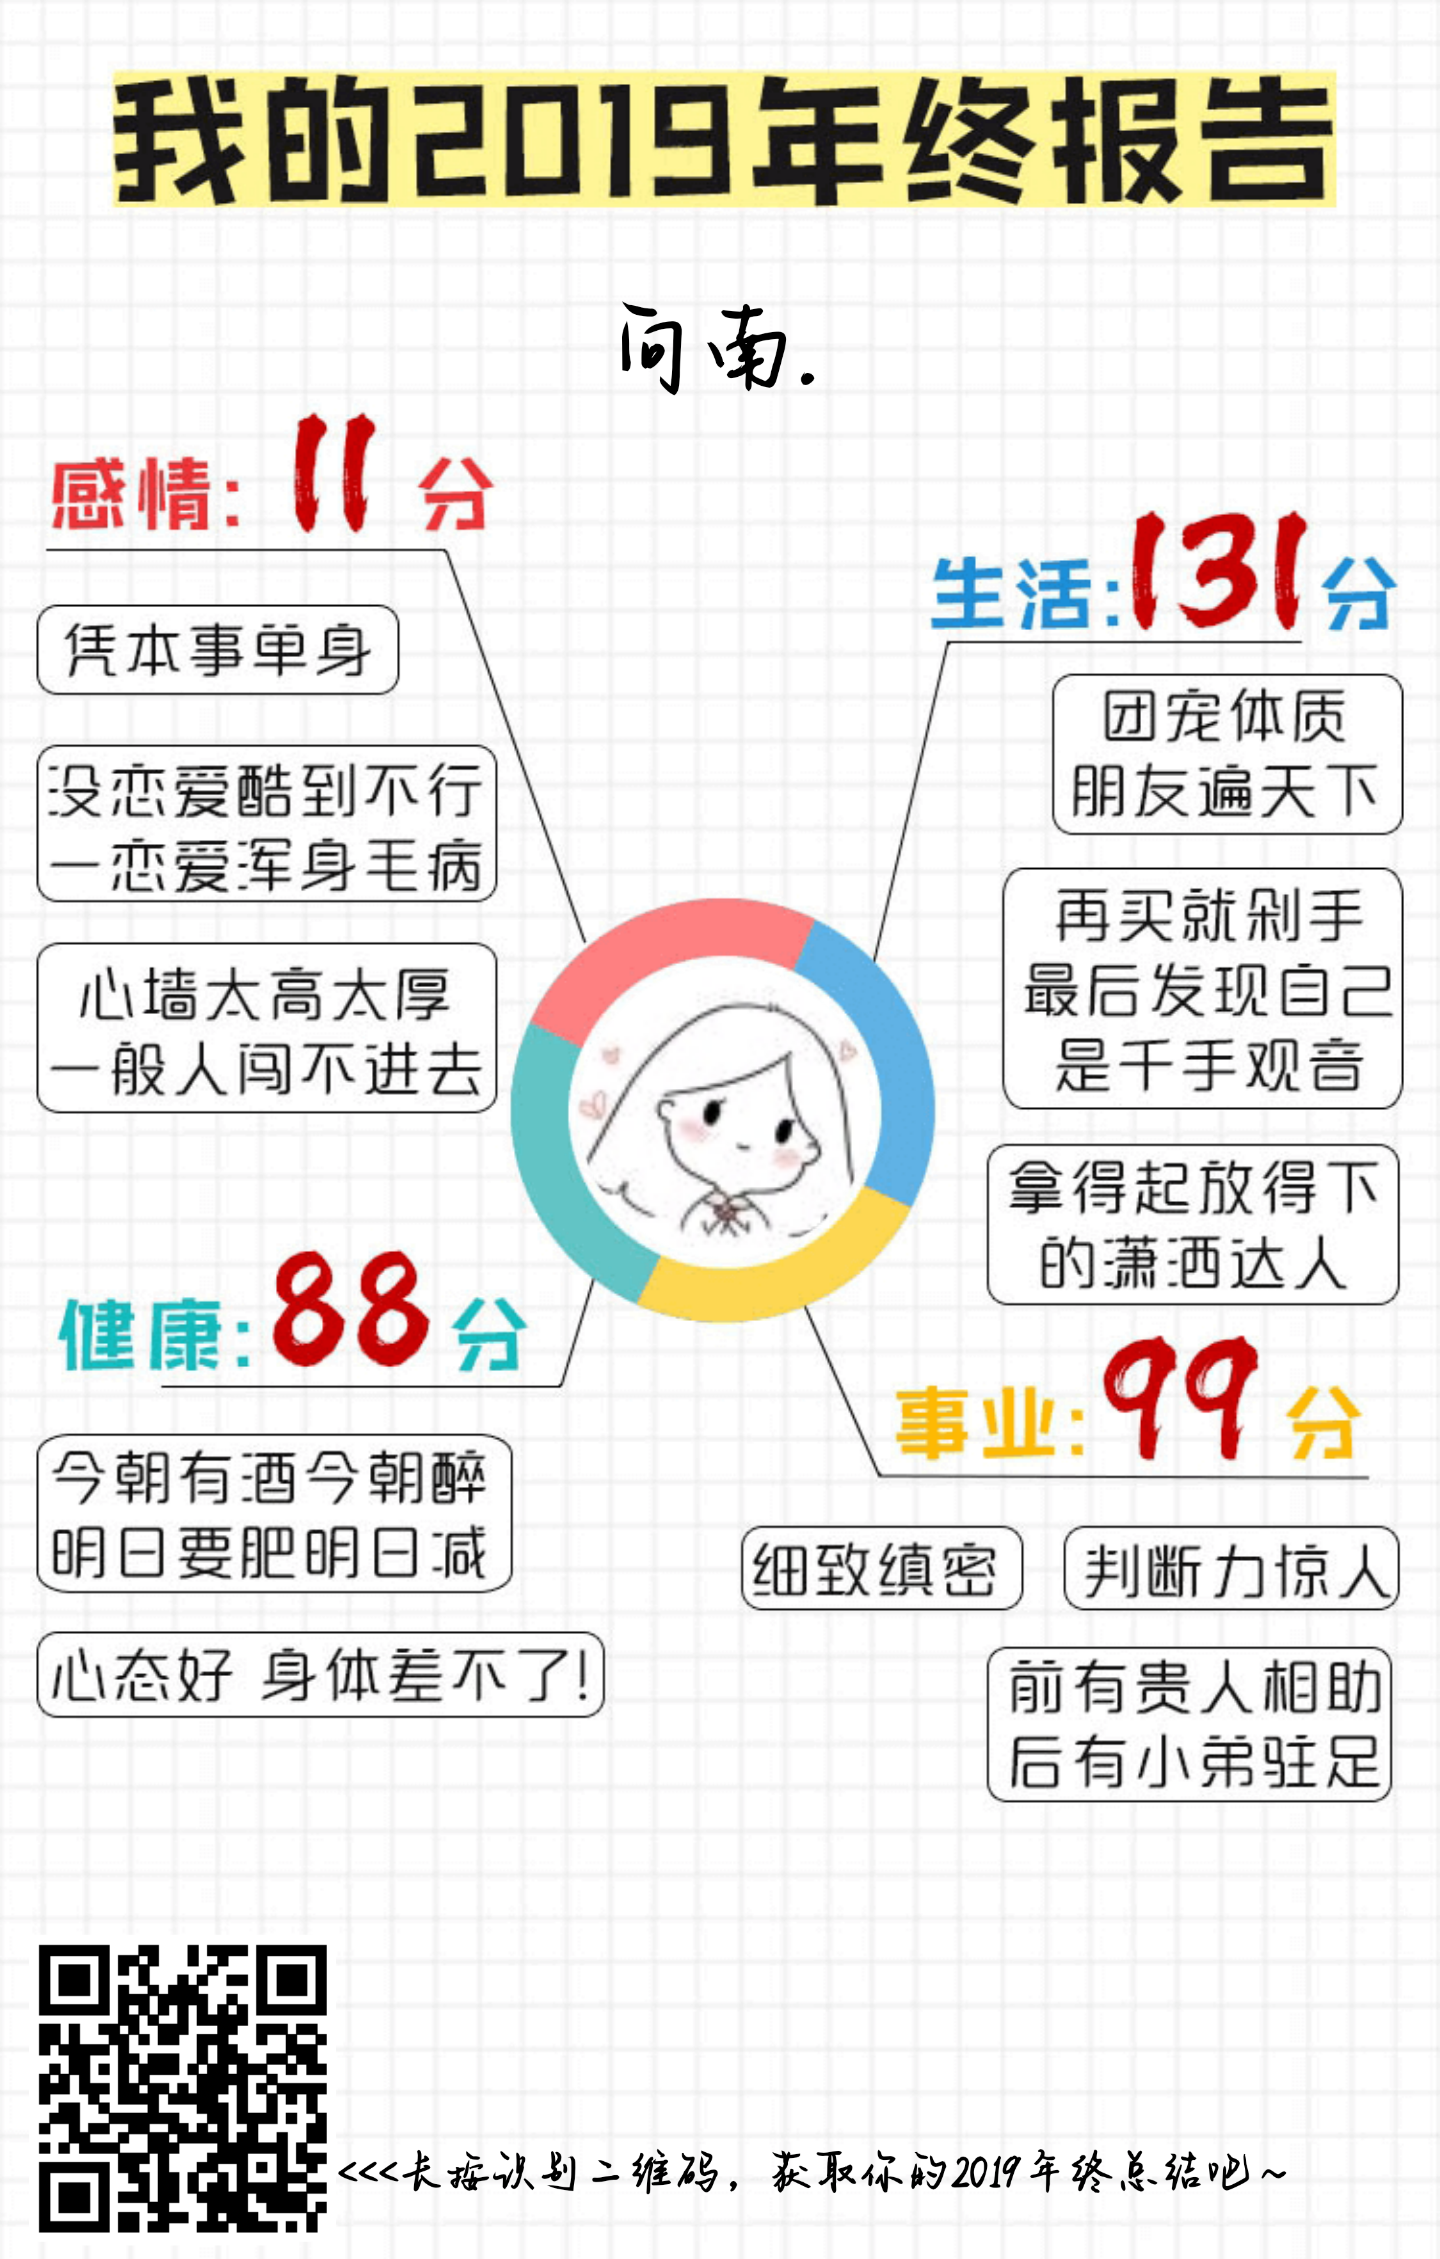 我的2019年终报告
向南.
感情: 11 分
凭本事单身
没恋爱酷到不行
一恋爱浑身毛病
心墙太高太厚
一般人闯不进去
生活:131分
团宠体质
朋友遍天下
再买就剁手
最后发现自己
是千手观音
拿得起放得下
的潇洒达人
健康:88分
今朝有酒今朝醉
明日要肥明日减
心态好 身体差不了!
事业:99分
细致缜密
判断力惊人
前有贵人相助
后有小弟驻足
<<<长按识别二维码，获取你的2019年终总结吧~